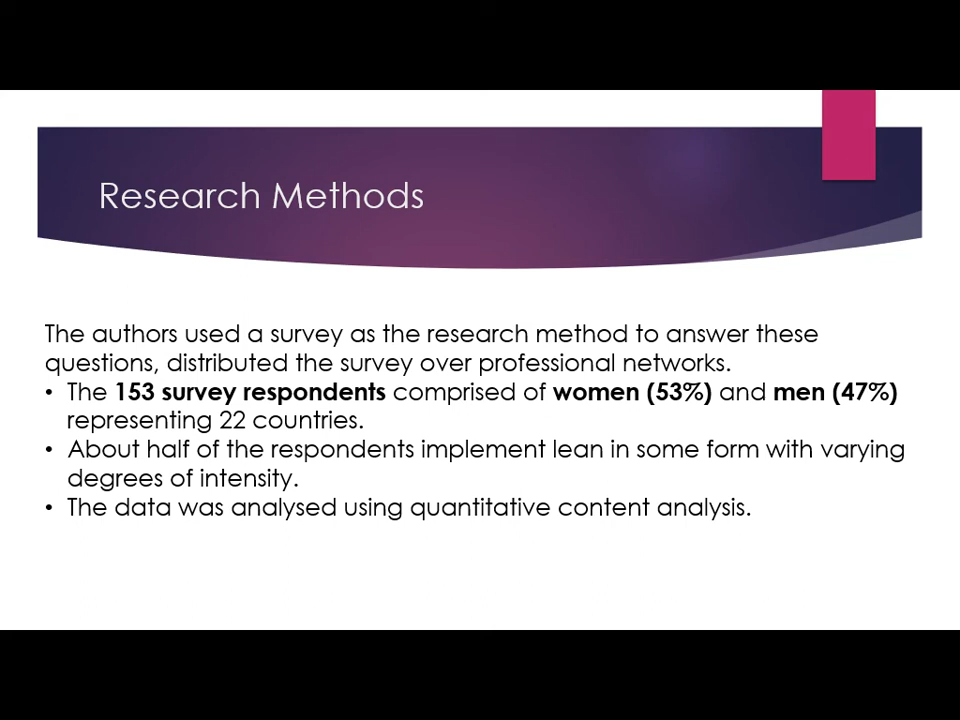 Research Methods
The authors used a survey as the research method to answer these
questions, distributed the survey over professional networks.
• The 153 survey respondents comprised of women (53%) and men (47%)
representing 22 countries.
• About half of the respondents implement lean in some form with varying
degrees of intensity.
• The data was analysed using quantitative content analysis.